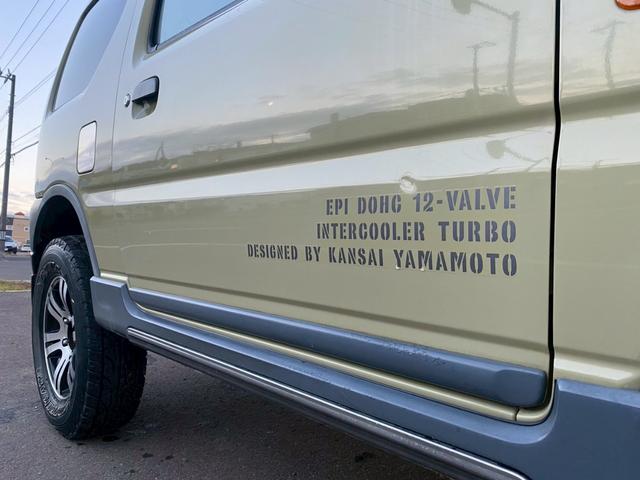 EPI DOHC 12-VALVE
INTERCOOLER TURBO
DESIGNED BY KANSAI YAMAMOTO